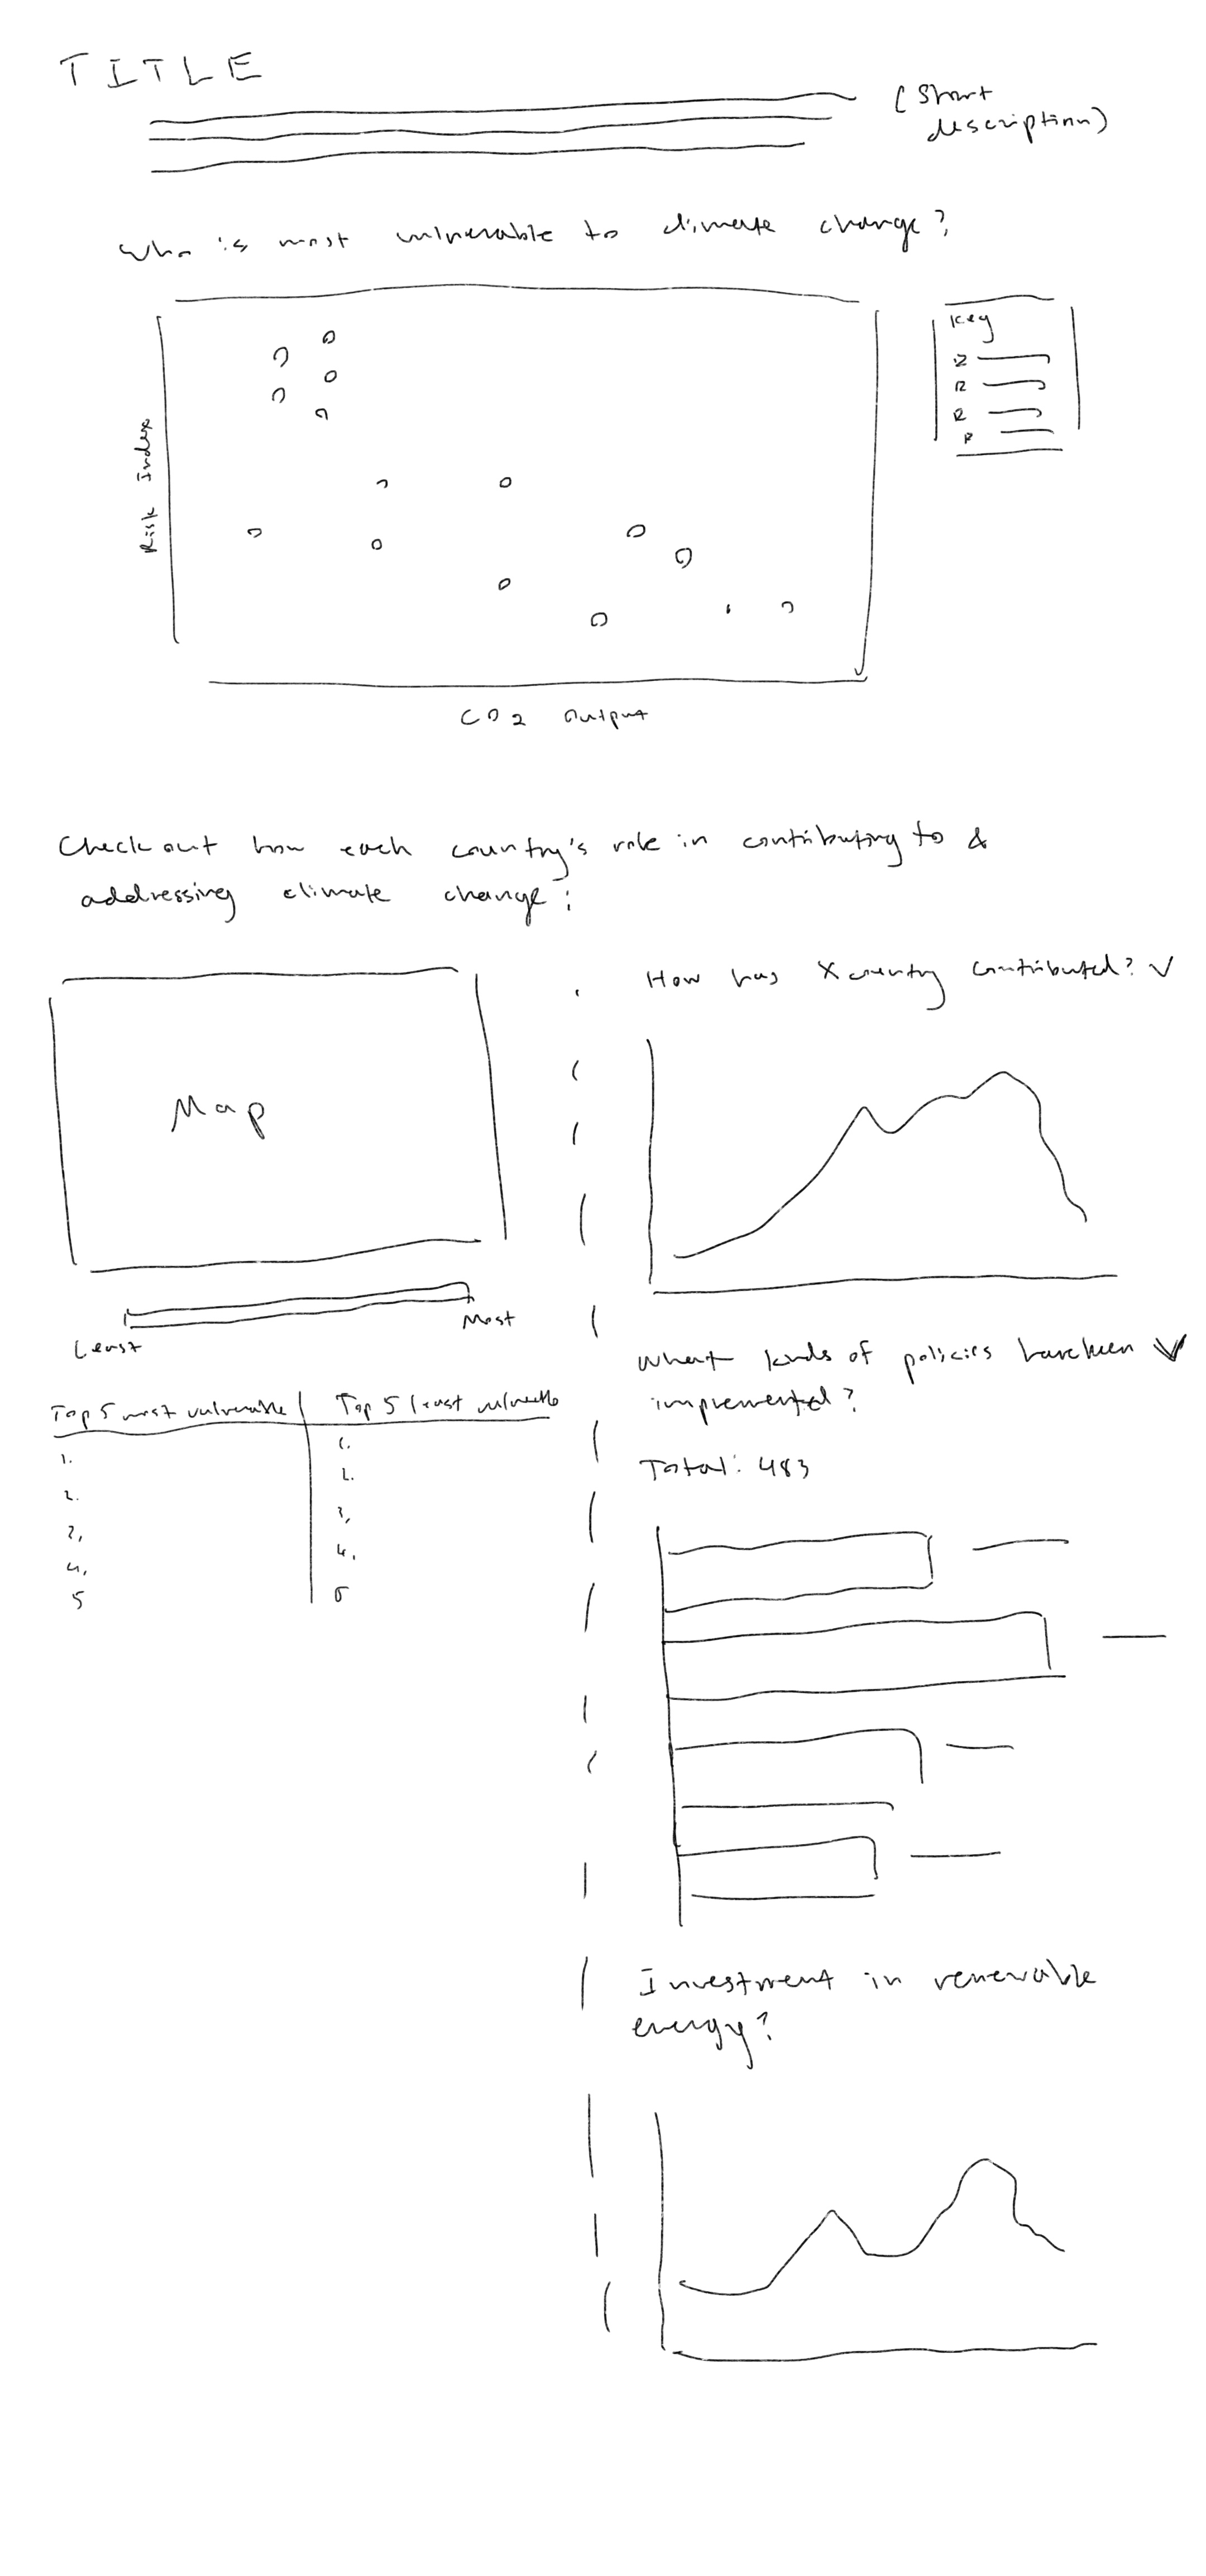 TITLE
(Short
description)
Who is most vulnerable to climate change?
Key
Risk Index
CO2 output
Check out how each country's role in contributing to &
addressing climate change:
Map
Least
Most
Top 5 most vulnerable
Top 5 least vulnerable
1.
2.
3,
4,
5
1.
2.
3,
4,
5
How has X country contributed?
What kinds of policies have been
implemented?
Total: 483
Investment in renewable
energy?